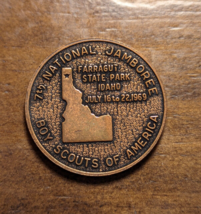 7TH NATIONAL JAMBOREE
FARRAGUT
STATE PARK
IDAHO
JULY 16 to 22, 1969
BOY SCOUTS OF AMERICA